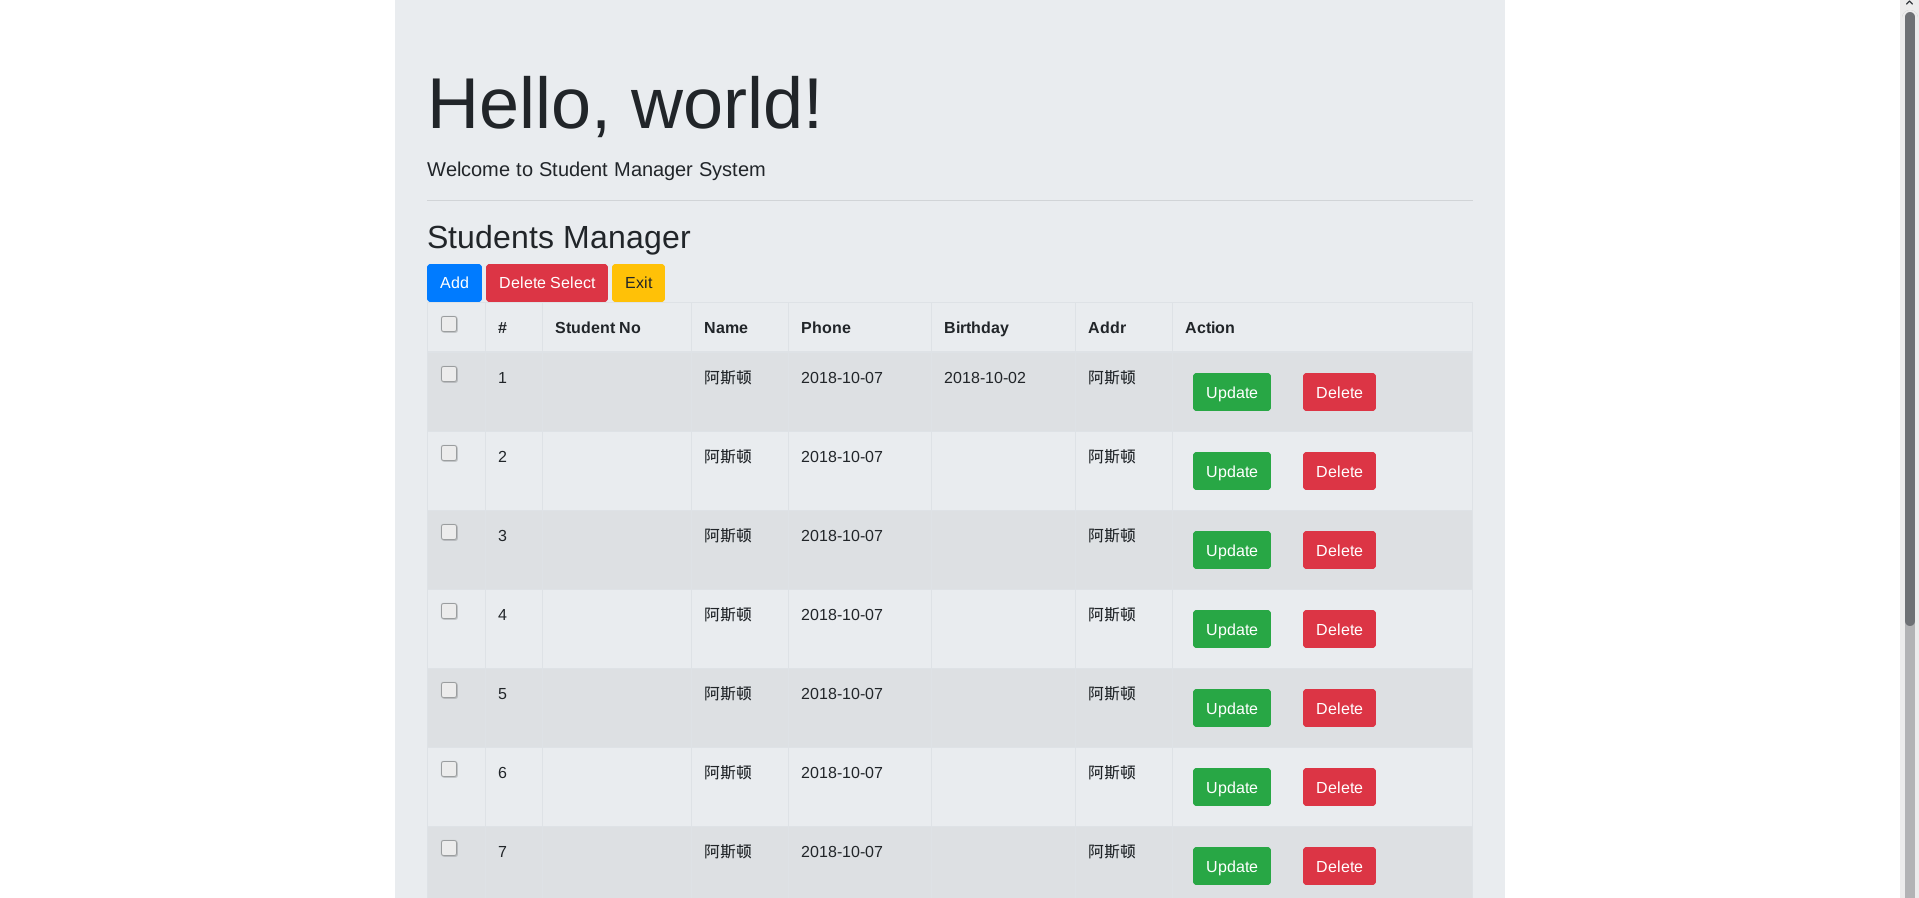 Hello, world!
Welcome to Student Manager System
Students Manager
Add Delete Select Exit
# Student No Name Phone Birthday Addr Action
1 阿斯顿 2018-10-07 2018-10-02 阿斯顿 Update Delete
2 阿斯顿 2018-10-07 阿斯顿 Update Delete
3 阿斯顿 2018-10-07 阿斯顿 Update Delete
4 阿斯顿 2018-10-07 阿斯顿 Update Delete
5 阿斯顿 2018-10-07 阿斯顿 Update Delete
6 阿斯顿 2018-10-07 阿斯顿 Update Delete
7 阿斯顿 2018-10-07 阿斯顿 Update Delete